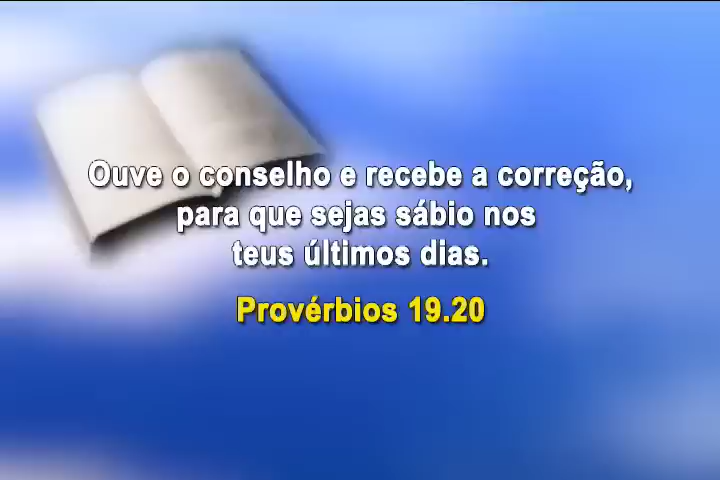 Ouve o conselho e recebe a correção,
para que sejas sábio nos
teus últimos dias.
Provérbios 19.20